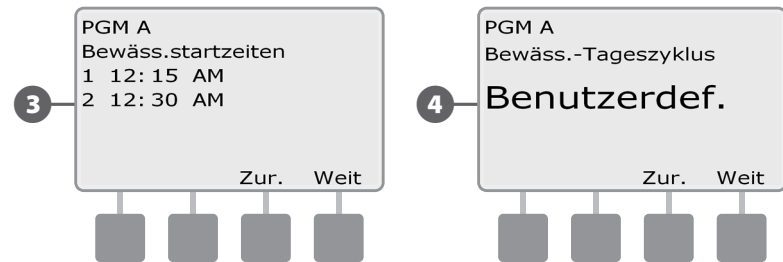 3
PGM A
Bewäss.startzeiten
1 12:15 AM
2 12:30 AM
Zur. Weit
4
PGM A
Bewäss.-Tageszyklus
Benutzerdef.
Zur. Weit